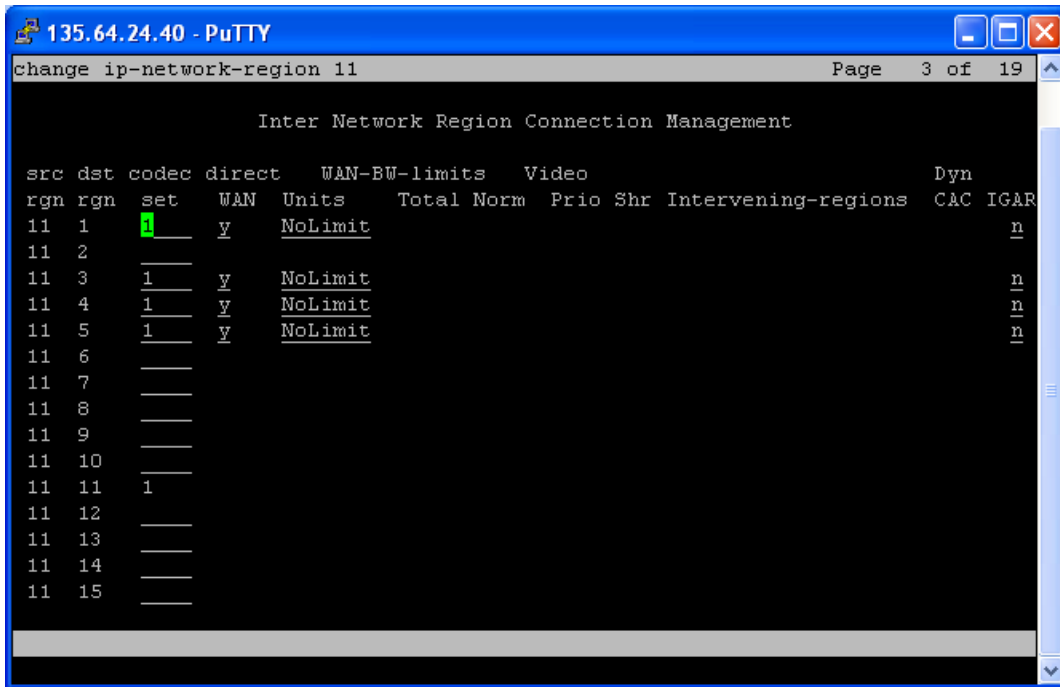 135.64.24.40 - PuTTY
change ip-network-region 11 Page 3 of 19
Inter Network Region Connection Management
src dst codec direct WAN-BW-limits Video Dyn
rgn rgn set WAN Units Total Norm Prio Shr Intervening-regions CAC IGAR
11 1 1 y NoLimit n
11 2
11 3 1 y NoLimit n
11 4 1 y NoLimit n
11 5 1 y NoLimit n
11 6
11 7
11 8
11 9
11 10
11 11 1
11 12
11 13
11 14
11 15